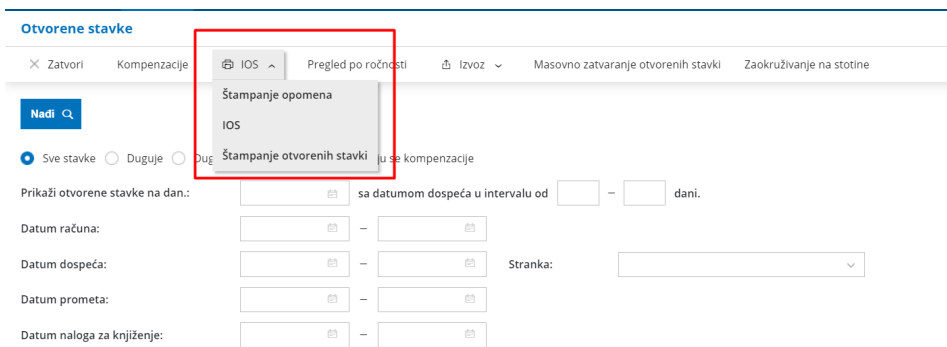 Otvorene stavke
Zatvori Kompenzacije IOS Pregled po ročnosti Izvoz Masovno zatvaranje otvorenih stavki Zaokruživanje na stotine
Štampanje opomena
Nađi
IOS
Štampanje otvorenih stavki
Sve stavke Duguje se kompenzacije
Prikaži otvorene stavke na dan.: sa datumom dospeća u intervalu od – dani.
Datum računa: –
Datum dospeća: – Stranka:
Datum prometa: –
Datum naloga za knjiženje: –